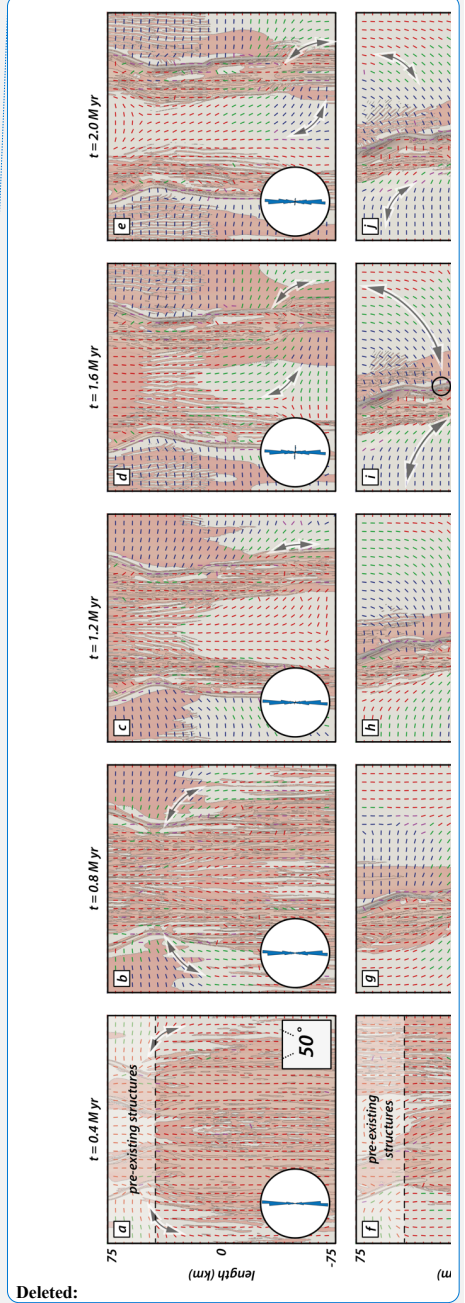 t = 0.4 M yr
t = 0.8 M yr
t = 1.2 M yr
t = 1.6 M yr
t = 2.0 M yr
a
b
c
d
e
75
0
-75
length (km)
pre-existing structures
50°
f
g
h
i
j
75
pre-existing
structures
Deleted: